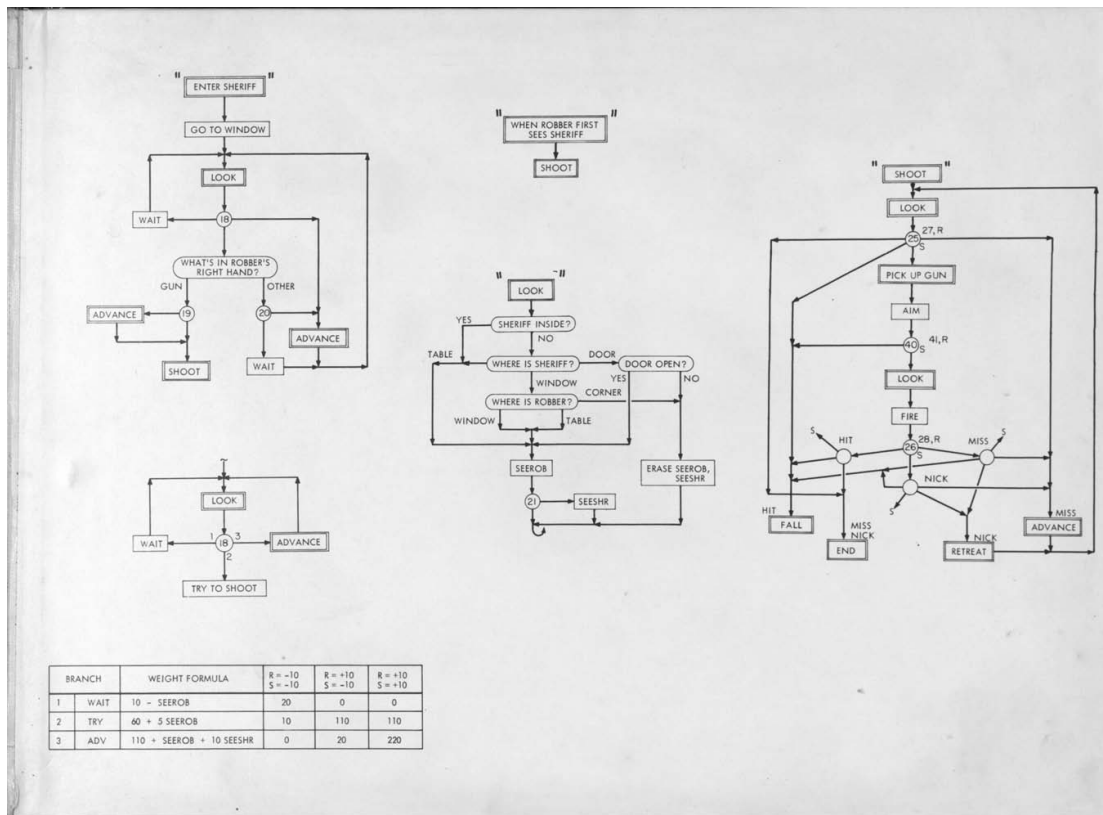 " ENTER SHERIFF "
GO TO WINDOW
LOOK
WAIT
18
WHAT'S IN ROBBER'S
RIGHT HAND?
GUN
OTHER
ADVANCE
19
20
ADVANCE
SHOOT
WAIT
LOOK
1
3
WAIT
18
ADVANCE
2
TRY TO SHOOT
" WHEN ROBBER FIRST "
SEES SHERIFF
SHOOT
" LOOK "
YES
SHERIFF INSIDE?
NO
TABLE
WHERE IS SHERIFF?
DOOR
DOOR OPEN?
WINDOW
YES
NO
WHERE IS ROBBER?
CORNER
WINDOW
TABLE
SEEROB
ERASE SEEROB,
SEESHR
21
SEESHR
" SHOOT "
LOOK
27, R
25
S
PICK UP GUN
AIM
41, R
40
S
LOOK
FIRE
S
HIT
28, R
26
S
MISS
S
NICK
S
HIT
FALL
MISS
NICK
END
NICK
RETREAT
MISS
ADVANCE
BRANCH WEIGHT FORMULA R = -10 S = -10 R = +10 S = -10 R = +10 S = +10
1 WAIT 10 - SEEROB 20 0 0
2 TRY 60 + 5 SEEROB 10 110 110
3 ADV 110 + SEEROB + 10 SEESHR 0 20 220